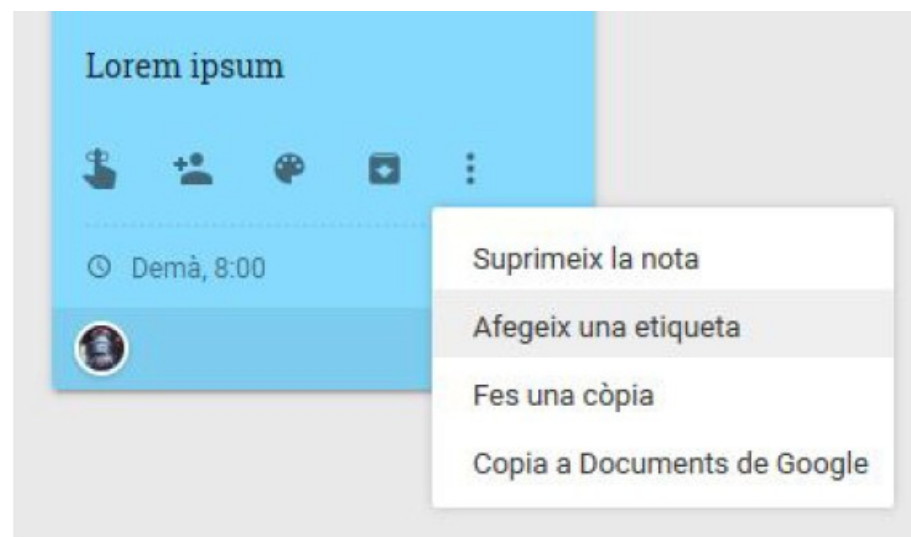 Lorem ipsum
Demà, 8:00
Suprimeix la nota
Afegeix una etiqueta
Fes una còpia
Copia a Documents de Google